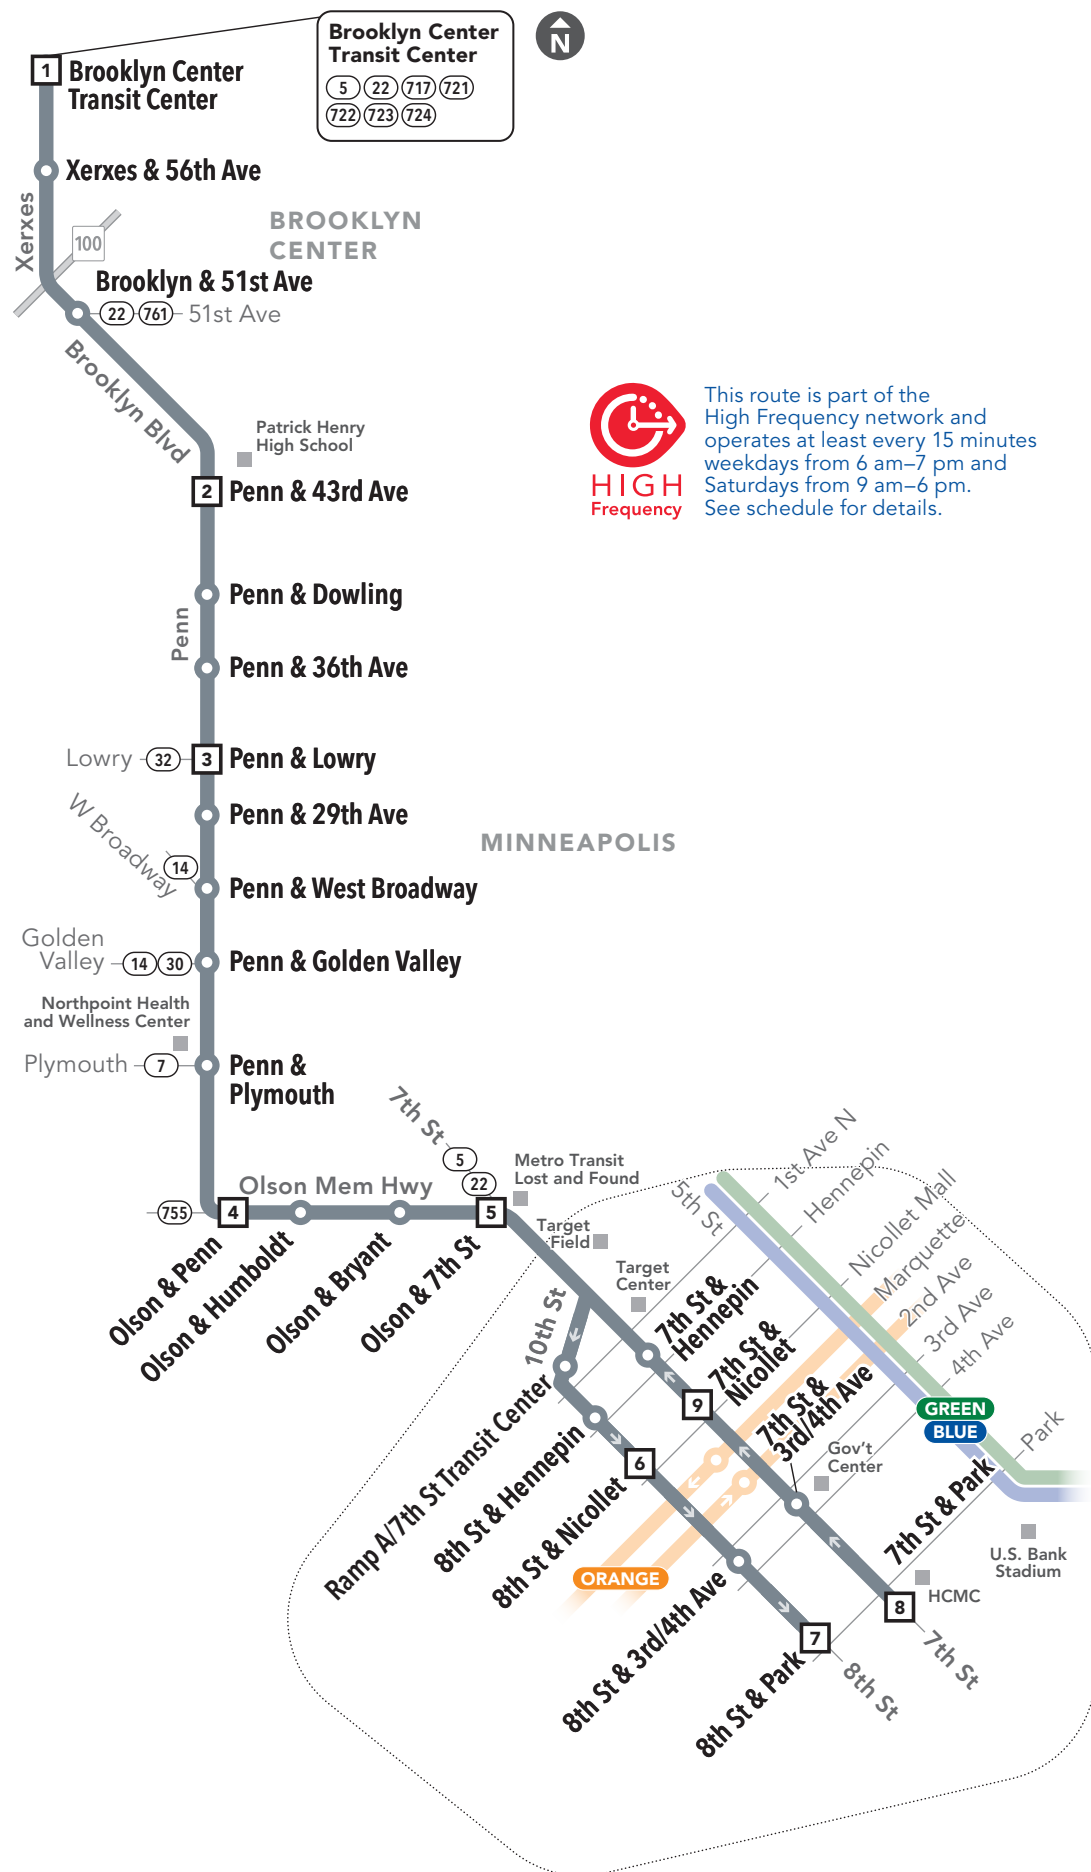 Brooklyn Center
Transit Center
5 22 717 721
722 723 724
N
1
Brooklyn Center
Transit Center
Xerxes & 56th Ave
Xerxes
BROOKLYN
CENTER
100
Brooklyn & 51st Ave
22 761 51st Ave
Brooklyn Blvd
Patrick Henry
High School
2 Penn & 43rd Ave
HIGH
Frequency
This route is part of the
High Frequency network and
operates at least every 15 minutes
weekdays from 6 am–7 pm and
Saturdays from 9 am–6 pm.
See schedule for details.
Penn & Dowling
Penn
Penn & 36th Ave
Lowry 32 3 Penn & Lowry
Penn & 29th Ave
W Broadway
14
MINNEAPOLIS
Penn & West Broadway
Golden
Valley 14 30
Penn & Golden Valley
Northpoint Health
and Wellness Center
Plymouth 7
Penn &
Plymouth
7th St
5
22
Metro Transit
Lost and Found
755 4
Olson Mem Hwy
5
Olson & Penn
Olson & Humboldt
Olson & Bryant
Olson & 7th St
Target
Field
Target
Center
5th St
1st Ave N
Hennepin
Nicollet Mall
Marquette
2nd Ave
3rd Ave
4th Ave
Park
10th St
7th St &
Hennepin
9
7th St &
Nicollet
7th St &
3rd/4th Ave
GREEN
BLUE
Gov't
Center
7th St & Park
U.S. Bank
Stadium
HCMC
8
7th St
Ramp A/7th St Transit Center
8th St & Hennepin
6
8th St & Nicollet
ORANGE
8th St & 3rd/4th Ave
7
8th St & Park
8th St